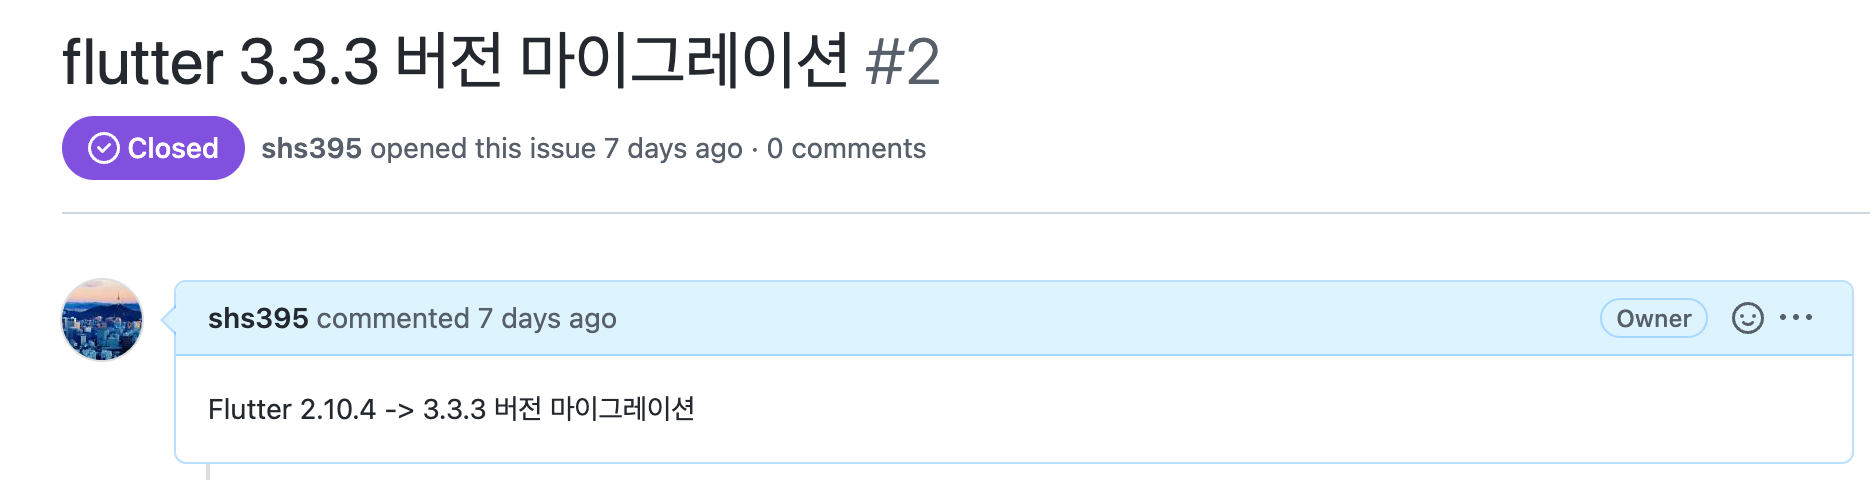 flutter 3.3.3 버전 마이그레이션 #2
Closed shs395 opened this issue 7 days ago · 0 comments
shs395 commented 7 days ago Owner
Flutter 2.10.4 -> 3.3.3 버전 마이그레이션